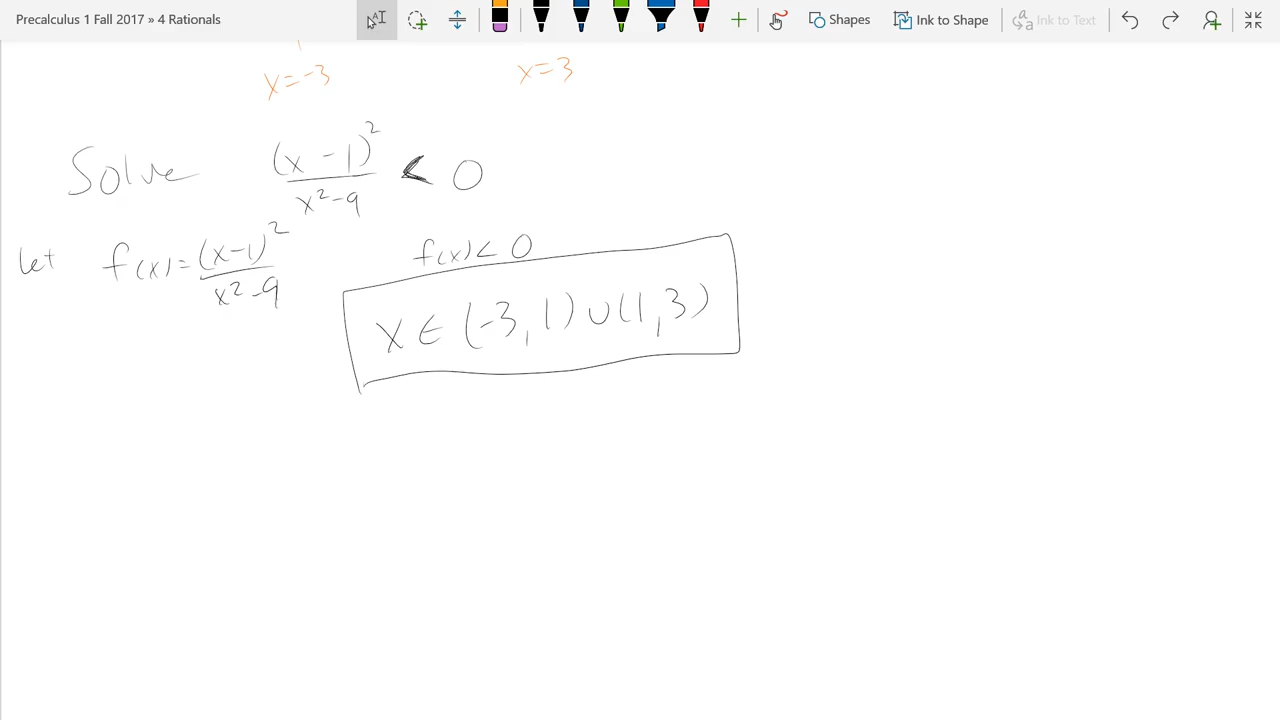 Precalculus 1 Fall 2017 » 4 Rationals
Shapes
Ink to Shape
Ink to Text
x=-3
x=3
Solve (x-1)²/x²-9 < 0
let f(x)=(x-1)²/x²-9
f(x)<0
x∈(-3,1)∪(1,3)